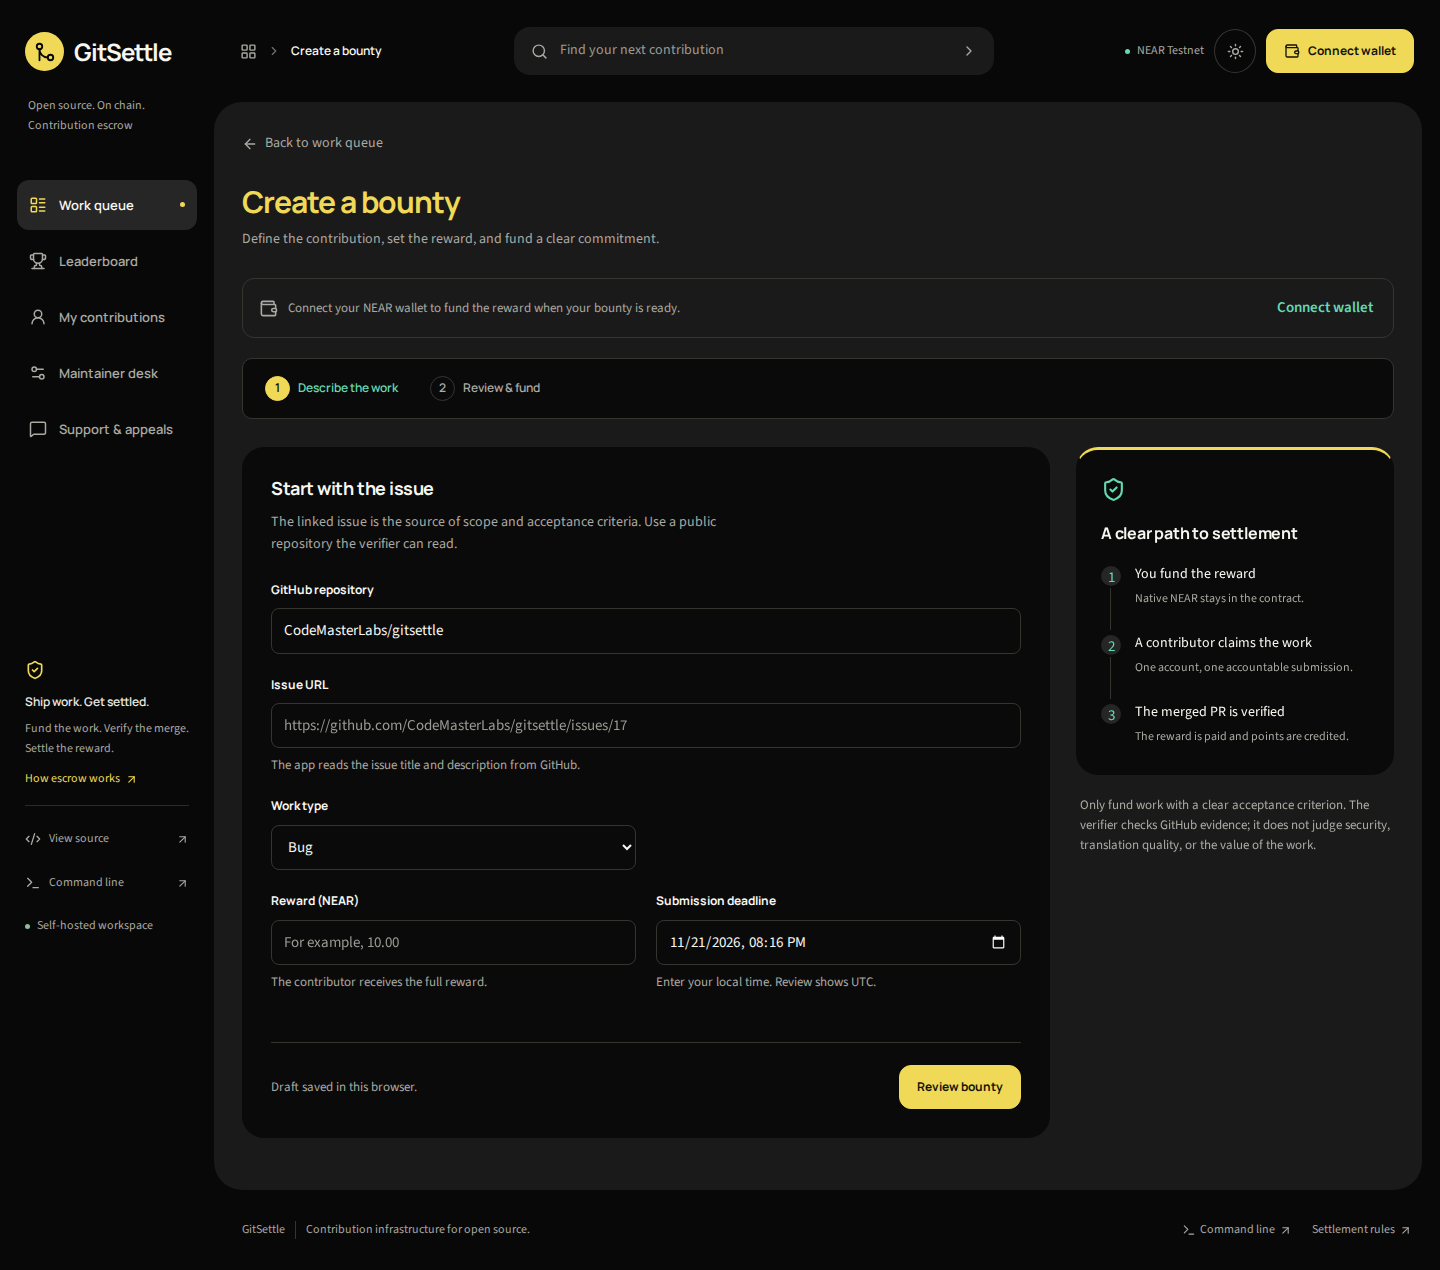 GitSettle
Open source. On chain.
Contribution escrow
Work queue
Leaderboard
My contributions
Maintainer desk
Support & appeals
Ship work. Get settled.
Fund the work. Verify the merge.
Settle the reward.
How escrow works
View source
Command line
Self-hosted workspace
Create a bounty
Find your next contribution
NEAR Testnet
Connect wallet
Back to work queue
Create a bounty
Define the contribution, set the reward, and fund a clear commitment.
Connect your NEAR wallet to fund the reward when your bounty is ready.
Connect wallet
1 Describe the work
2 Review & fund
Start with the issue
The linked issue is the source of scope and acceptance criteria. Use a public
repository the verifier can read.
GitHub repository
CodeMasterLabs/gitsettle
Issue URL
https://github.com/CodeMasterLabs/gitsettle/issues/17
The app reads the issue title and description from GitHub.
Work type
Bug
Reward (NEAR)
For example, 10.00
The contributor receives the full reward.
Submission deadline
11/21/2026, 08:16 PM
Enter your local time. Review shows UTC.
Draft saved in this browser.
Review bounty
A clear path to settlement
1 You fund the reward
Native NEAR stays in the contract.
2 A contributor claims the work
One account, one accountable submission.
3 The merged PR is verified
The reward is paid and points are credited.
Only fund work with a clear acceptance criterion. The
verifier checks GitHub evidence; it does not judge security,
translation quality, or the value of the work.
GitSettle
Contribution infrastructure for open source.
Command line
Settlement rules